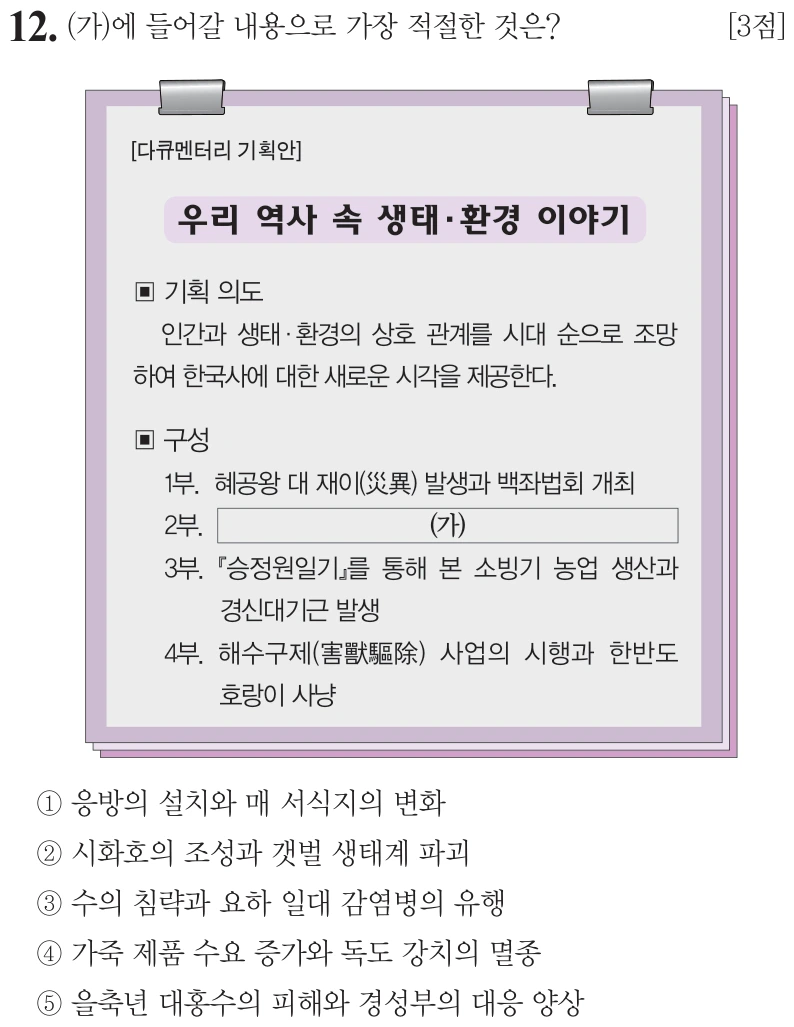 12. (가)에 들어갈 내용으로 가장 적절한 것은? [3점]
[다큐멘터리 기획안]
우리 역사 속 생태·환경 이야기
▣ 기획 의도
인간과 생태·환경의 상호 관계를 시대 순으로 조망
하여 한국사에 대한 새로운 시각을 제공한다.
▣ 구성
1부. 혜공왕 대 재이(災異) 발생과 백좌법회 개최
2부. (가)
3부. 『승정원일기』를 통해 본 소빙기 농업 생산과
경신대기근 발생
4부. 해수구제(害獸驅除) 사업의 시행과 한반도
호랑이 사냥
① 응방의 설치와 매 서식지의 변화
② 시화호의 조성과 갯벌 생태계 파괴
③ 수의 침략과 요하 일대 감염병의 유행
④ 가죽 제품 수요 증가와 독도 강치의 멸종
⑤ 을축년 대홍수의 피해와 경성부의 대응 양상